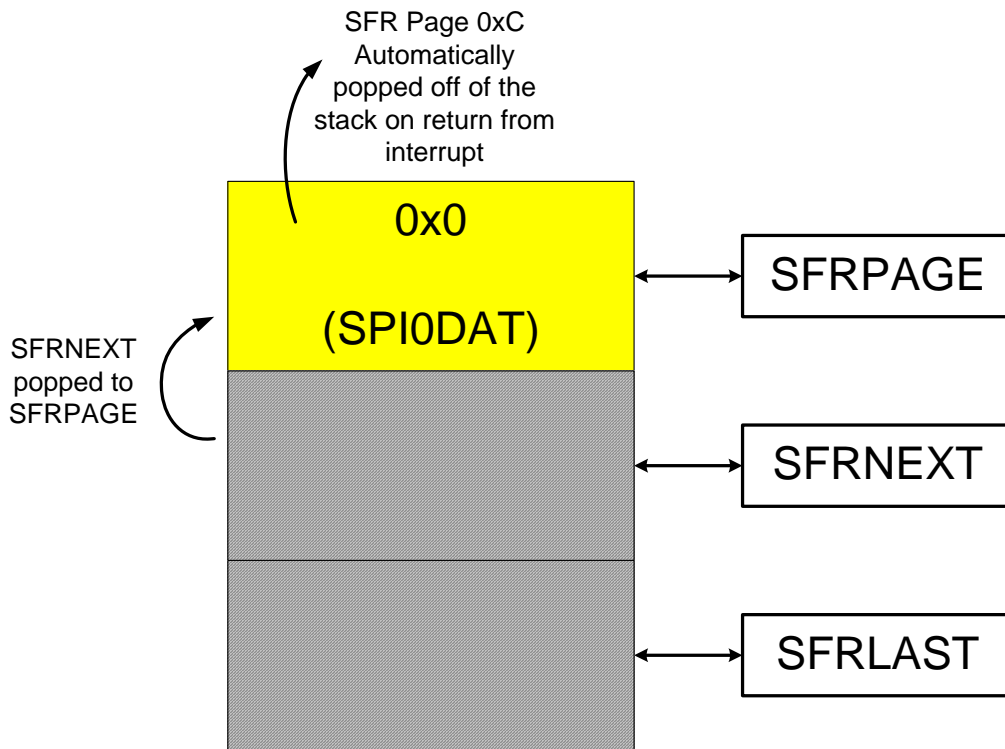 SFR Page 0xC
Automatically
popped off of the
stack on return from
interrupt
0x0
(SPI0DAT)
SFRPAGE
SFRNEXT
popped to
SFRPAGE
SFRNEXT
SFRLAST